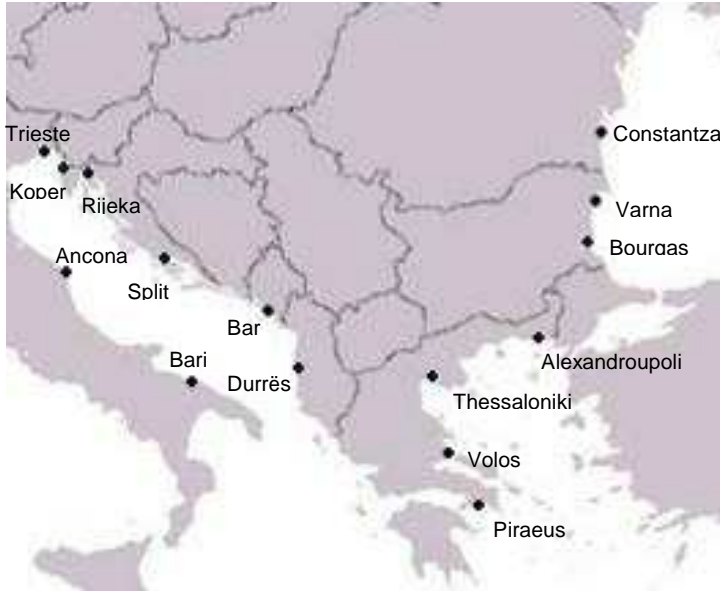 Trieste
Constantza
Koper
Rijeka
Varna
Bourgas
Ancona
Split
Bar
Bari
Durrës
Alexandroupoli
Thessaloniki
Volos
Piraeus